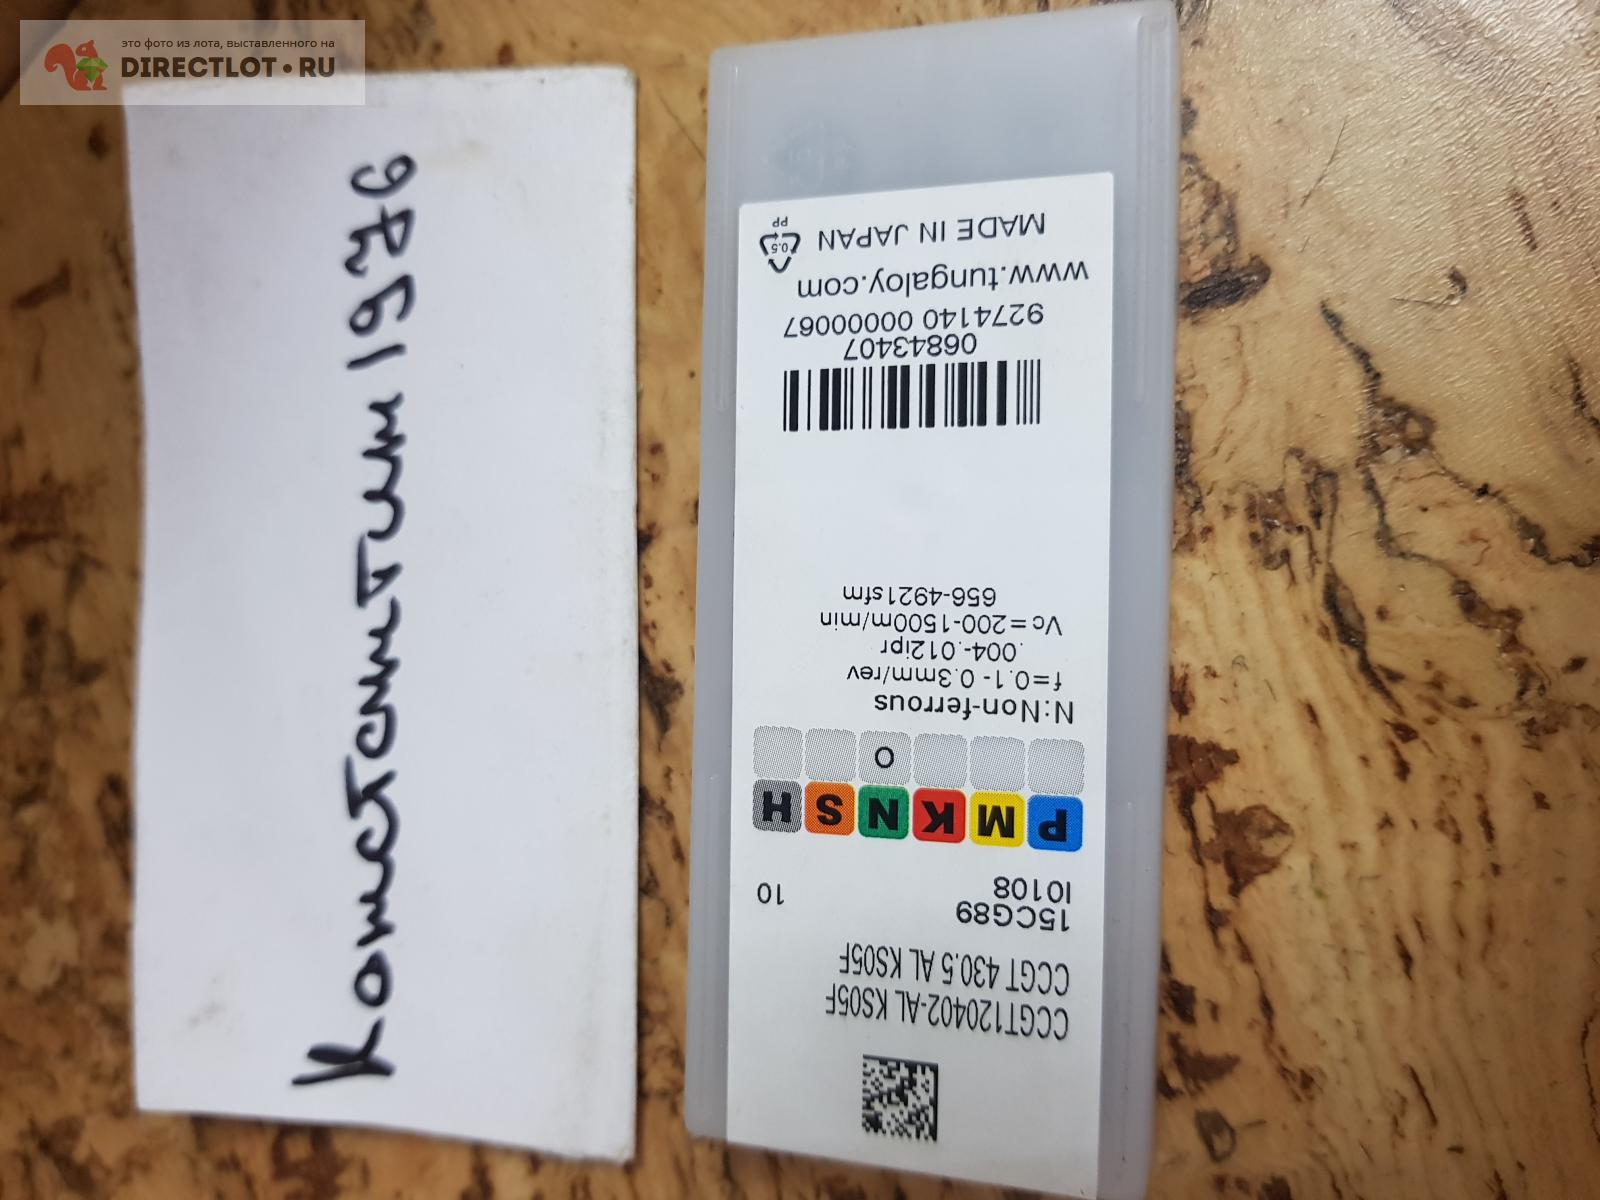 это фото из лота, выставленного на
DIRECTLOT•RU
Константин 1976
CCGT120402-AL KS05F
CCGT 430.5 AL KS05F
15CG89
I0108 10
P M K N S H
O
N:Non-ferrous
f=0.1- 0.3mm/rev
.004-.012ipr
Vc=200-1500m/min
656-4921sfm
06843407
9274140 0000067
www.tungaloy.com
MADE IN JAPAN
0.5
PP